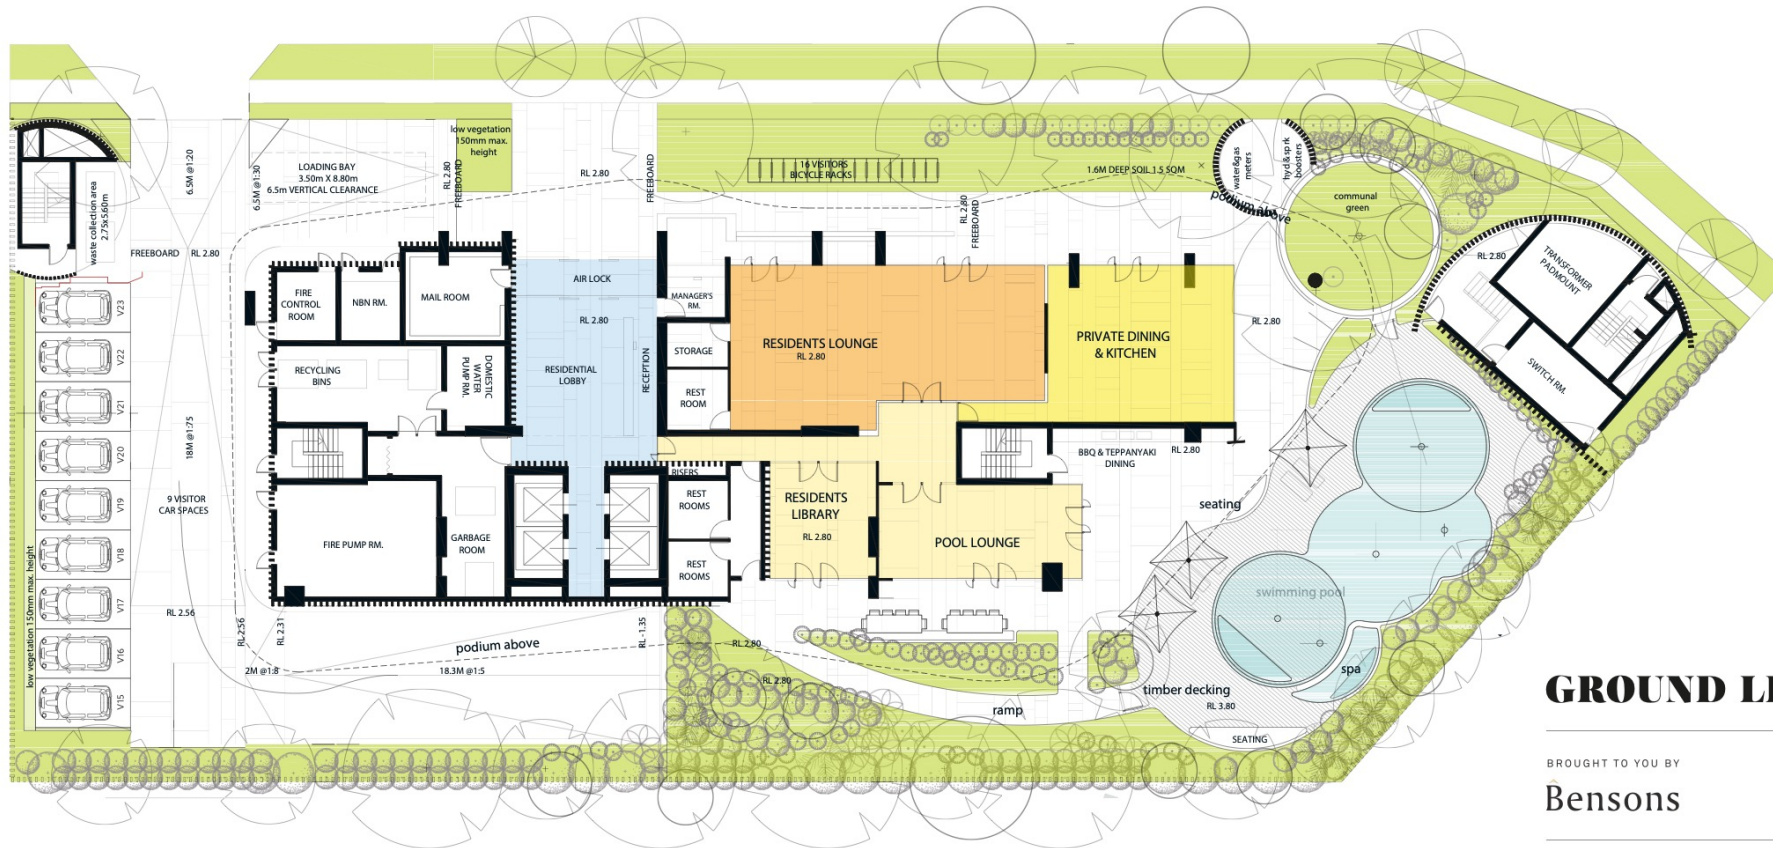 low vegetation
150mm max.
height
LOADING BAY
3.50m X 8.80m
6.5m VERTICAL CLEARANCE
6.5M @1:20
6.5M @1:30
RL 2.80
FREEBOARD
RL 2.80
FREEBOARD
16 VISITORS
BICYCLE RACKS
1.6M DEEP SOIL 1.5 SQM
water&gas
meters
hyd & sprk
boosters
communal
green
podium above
waste collection area
2.75x5.60m
FREEBOARD RL 2.80
RL 2.80
FREEBOARD
RL 2.80
TRANSFORMER
PADMOUNT
SWITCH RM.
FIRE
CONTROL
ROOM
NBN RM.
MAIL ROOM
AIR LOCK
RL 2.80
MANAGER'S
RM.
RESIDENTS LOUNGE
RL 2.80
PRIVATE DINING
& KITCHEN
RL 2.80
V23
V22
V21
V20
V19
V18
V17
V16
V15
18M @1:75
RECYCLING
BINS
DOMESTIC
WATER
PUMP RM.
RESIDENTIAL
LOBBY
RECEPTION
STORAGE
REST
ROOM
BBQ & TEPPANYAKI
DINING
RL 2.80
RISERS
9 VISITOR
CAR SPACES
FIRE PUMP RM.
GARBAGE
ROOM
REST
ROOMS
REST
ROOMS
RESIDENTS
LIBRARY
RL 2.80
POOL LOUNGE
seating
swimming pool
spa
low vegetation 150mm max. height
RL 2.56
RL 2.56
RL 2.31
RL -1.35
podium above
2M @1:8
18.3M @1:5
RL 2.80
RL 2.80
ramp
timber decking
RL 3.80
SEATING
GROUND L
BROUGHT TO YOU BY
Bensons